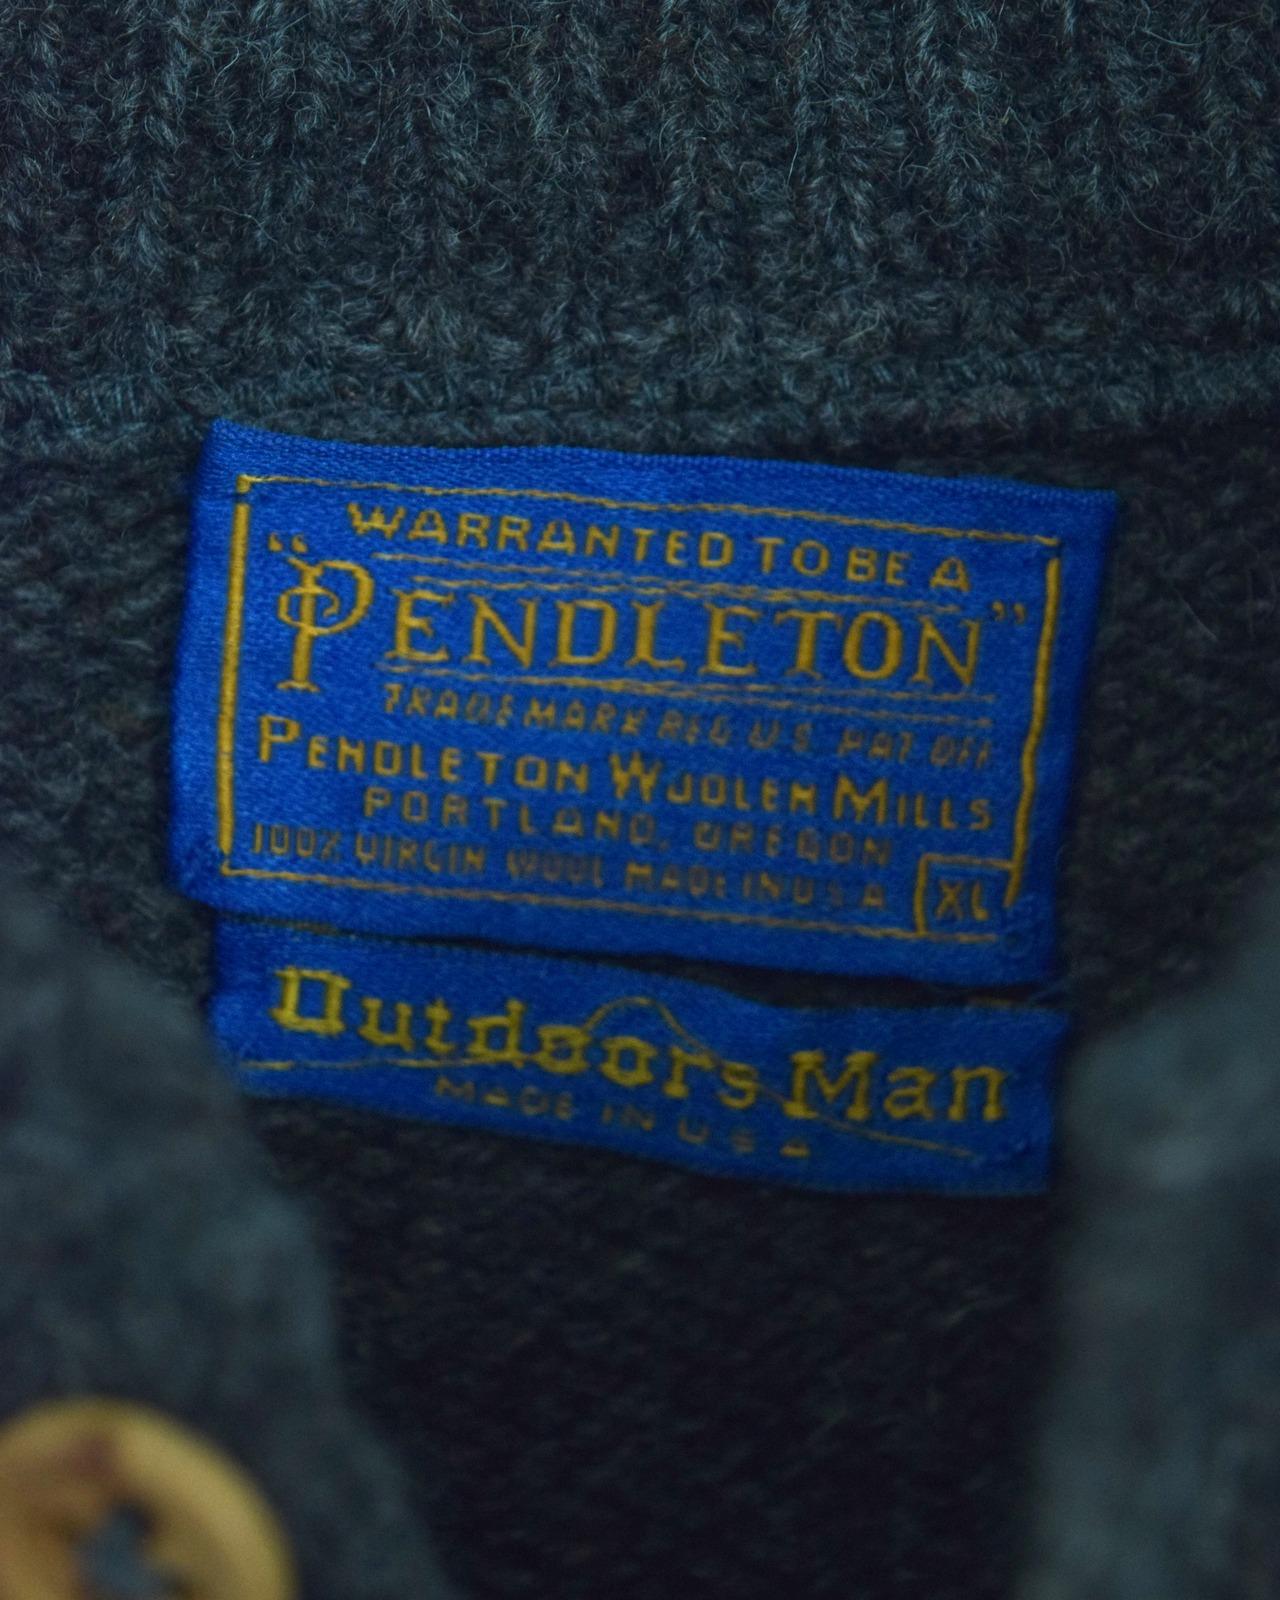 WARRANTED TO BE A
“PENDLETON”
TRADE MARK REG. U.S. PAT. OFF.
PENDLETON WOOLEN MILLS
PORTLAND, OREGON
100% VIRGIN WOOL MADE IN U S A
XL
Outdoors Man
MADE IN U S A